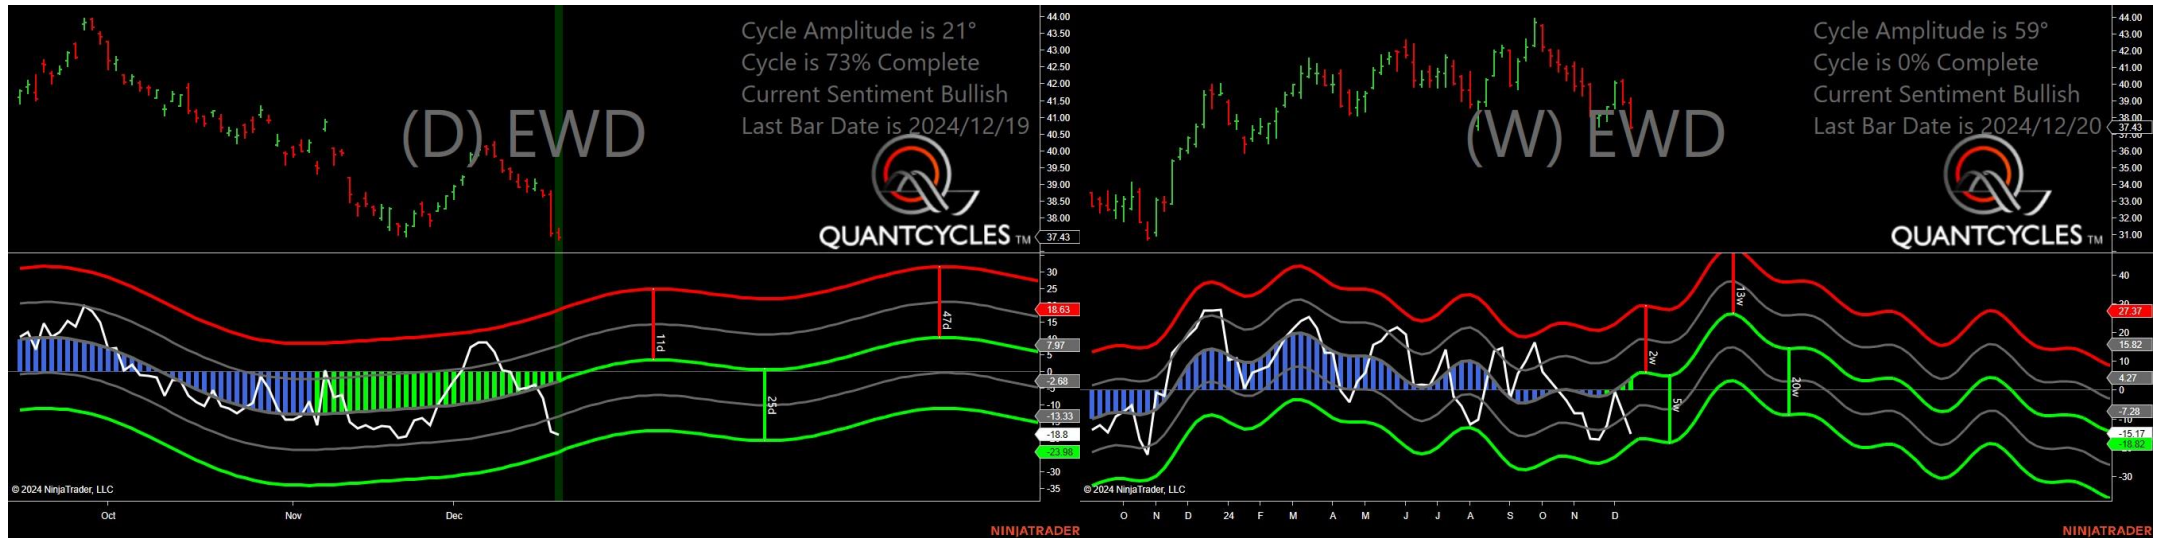 Cycle Amplitude is 21°
Cycle is 73% Complete
Current Sentiment Bullish
Last Bar Date is 2024/12/19
(D) EWD
QUANTCYCLES TM
44.00
43.50
43.00
42.50
42.00
41.50
41.00
40.50
40.00
39.50
39.00
38.50
38.00
37.43
30
25
18.63
15
7.97
5
0
-2.68
-10
-13.33
-18.8
-23.98
-30
-35
11d
25d
47d
© 2024 NinjaTrader, LLC
Oct Nov Dec
NINJATRADER
Cycle Amplitude is 59°
Cycle is 0% Complete
Current Sentiment Bullish
Last Bar Date is 2024/12/20
(W) EWD
QUANTCYCLES TM
44.00
43.00
42.00
41.00
40.00
39.00
38.00
37.43
36.00
35.00
34.00
33.00
32.00
31.00
40
27.37
20
15.82
10
4.27
0
-7.28
-15.17
-18.82
-30
2w
5w
13w
20w
© 2024 NinjaTrader, LLC
O N D 24 F M A M J J A S O N D
NINJATRADER